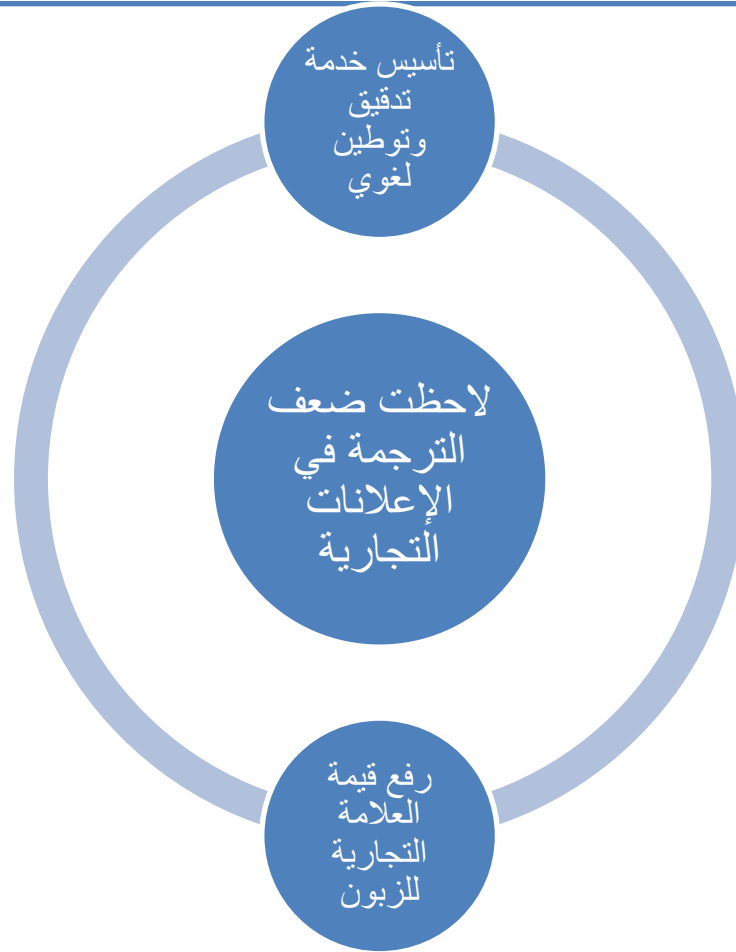 تأسيس خدمة
تدقيق
وتوطين
لغوي
لاحظت ضعف
الترجمة في
الإعلانات
التجارية
رفع قيمة
العلامة
التجارية
للزبون